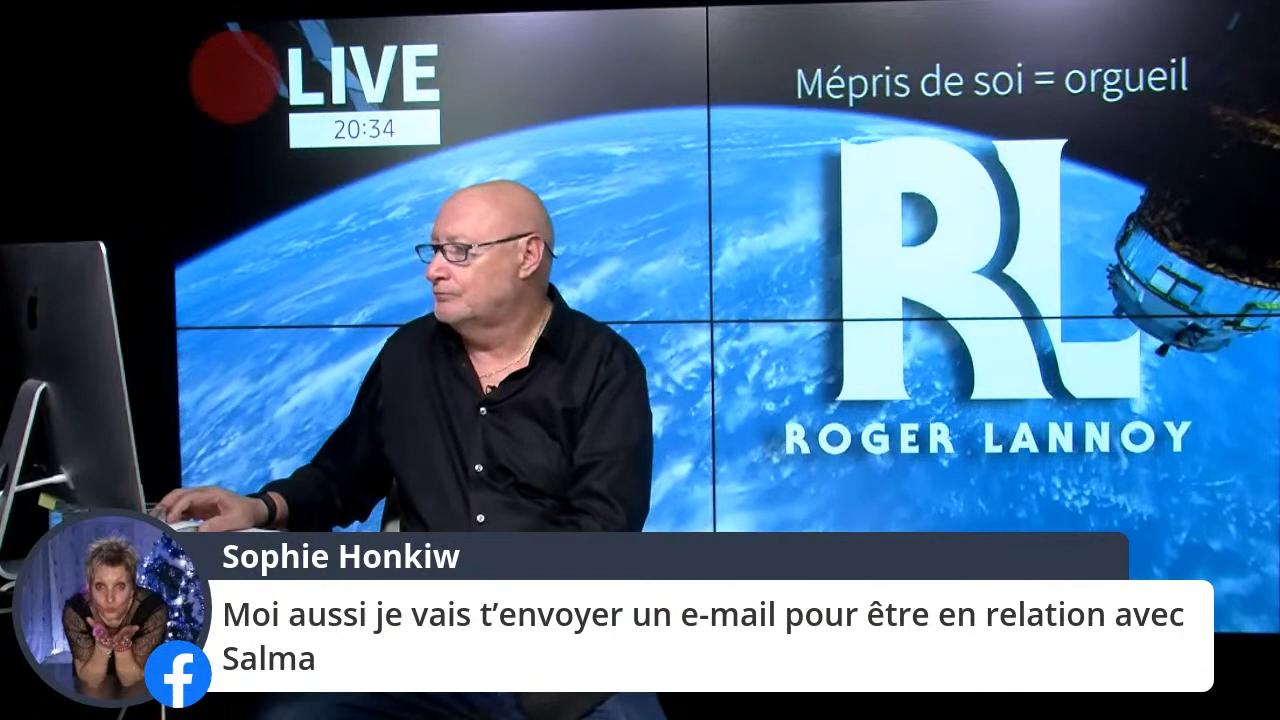 LIVE
20:34
Mépris de soi = orgueil
RL
ROGER LANNOY
Sophie Honkiw
Moi aussi je vais t’envoyer un e-mail pour être en relation avec
Salma